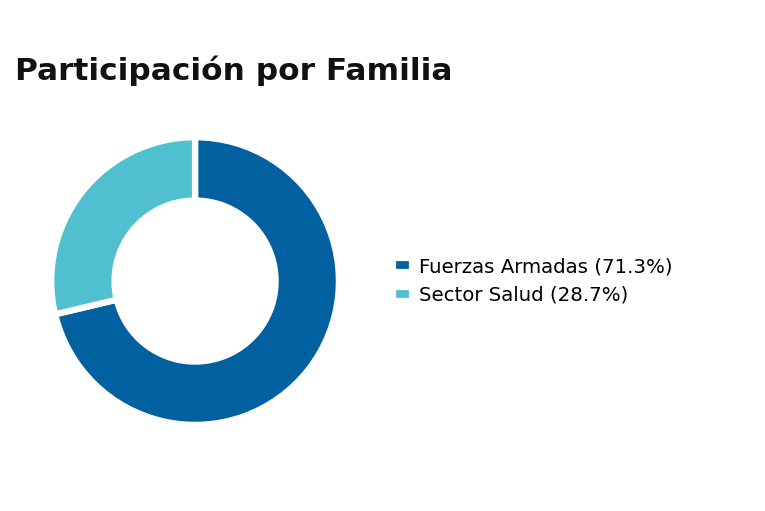 Participación por Familia
Fuerzas Armadas (71.3%)
Sector Salud (28.7%)